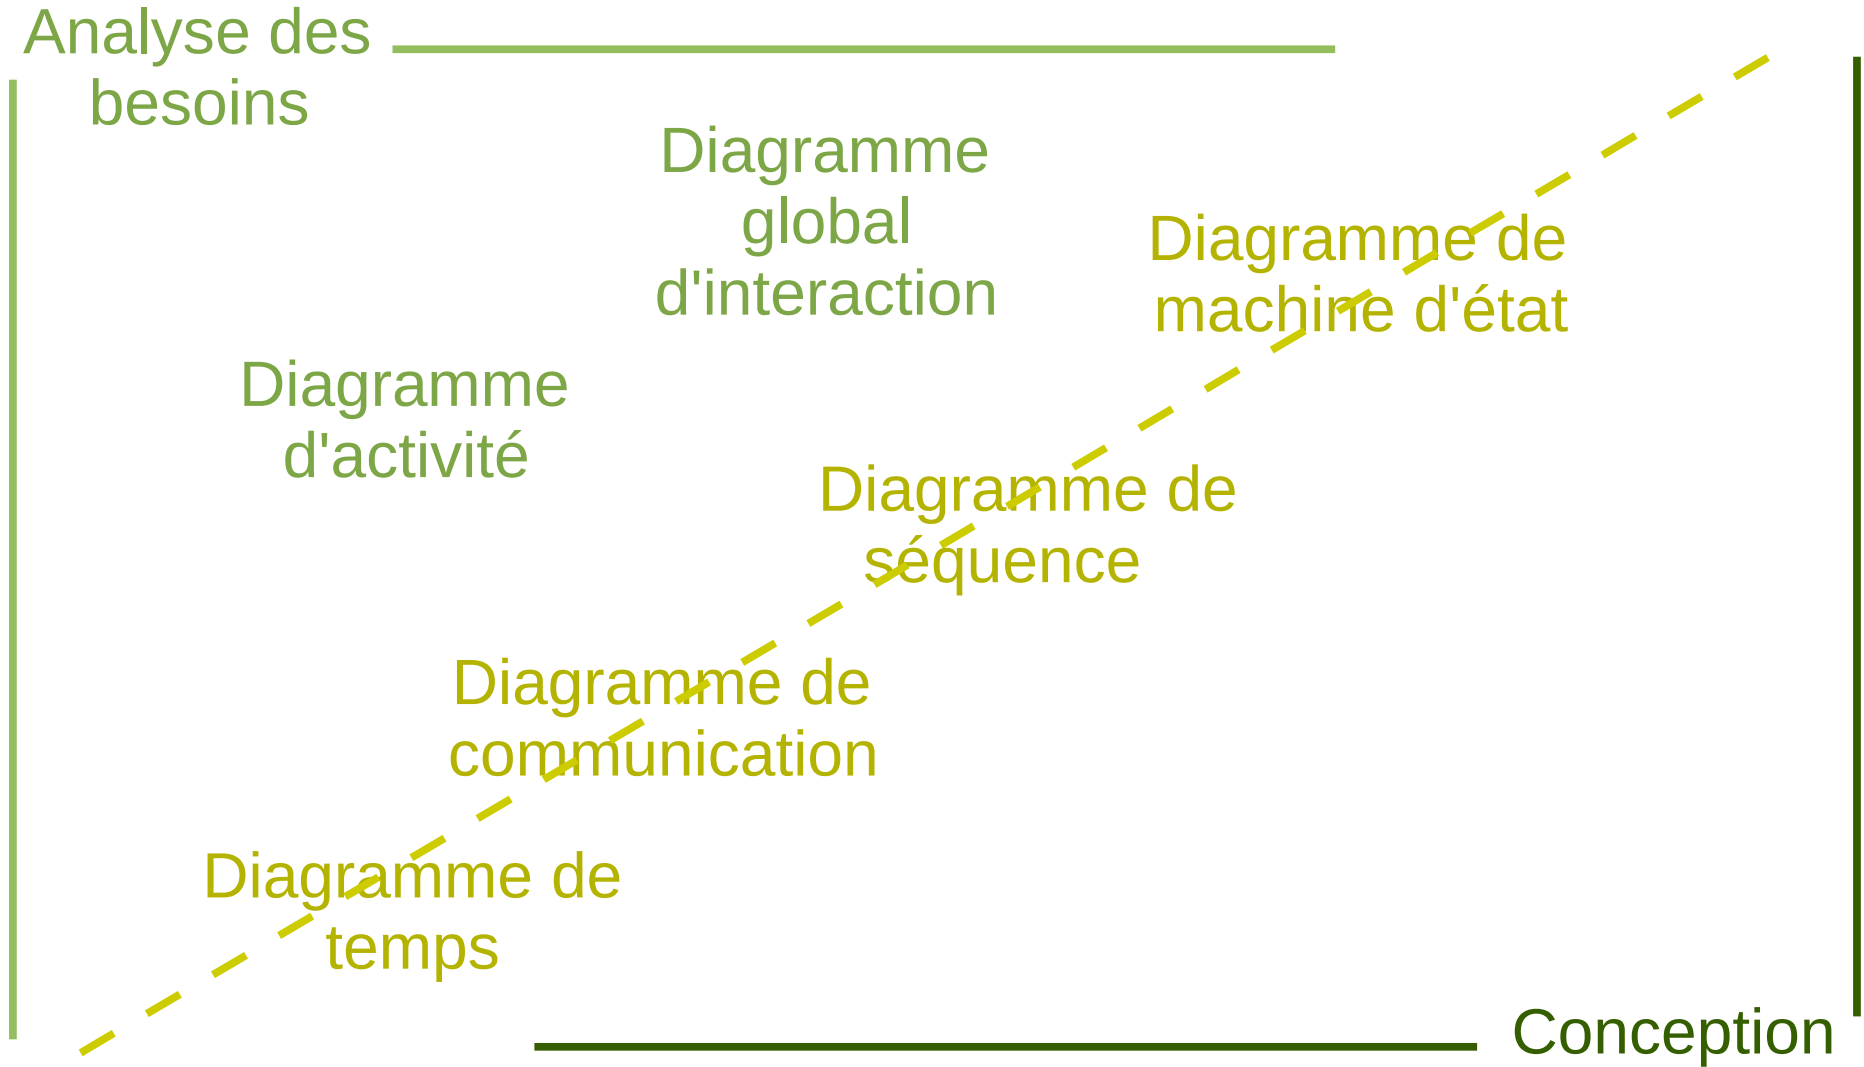 Analyse des
besoins
Diagramme
global
d'interaction
Diagramme de
machine d'état
Diagramme
d'activité
Diagramme de
séquence
Diagramme de
communication
Diagramme de
temps
Conception